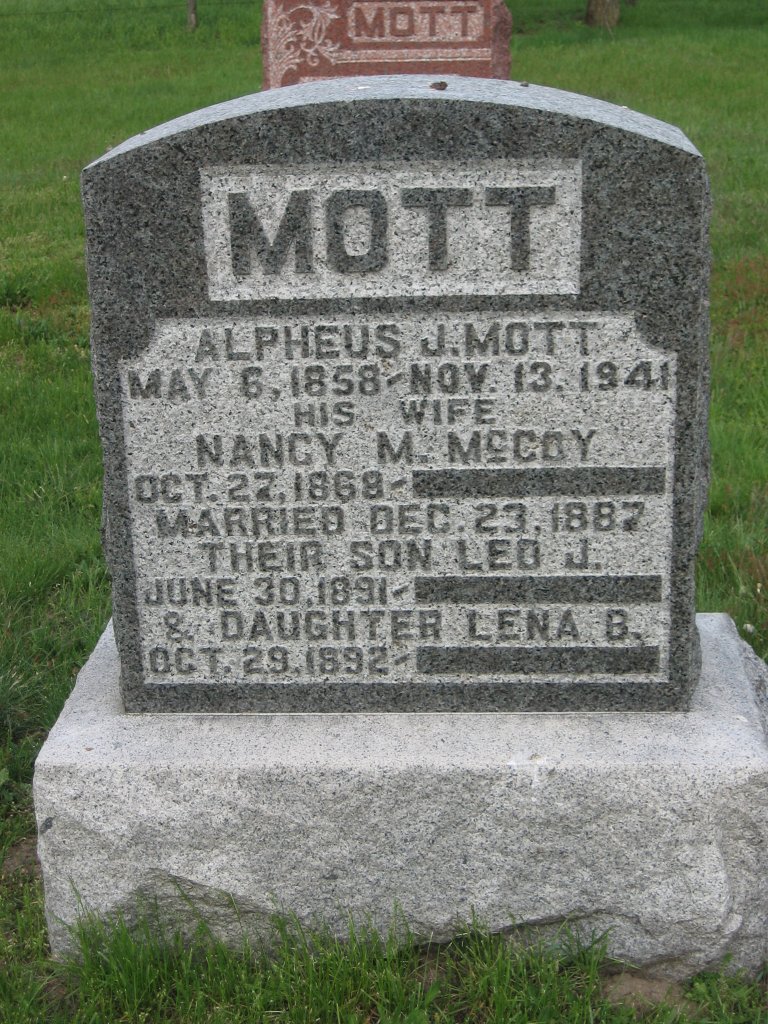 MOTT
MOTT
ALPHEUS J. MOTT
MAY 6, 1858 - NOV. 13. 1941
HIS WIFE
NANCY M. McCOY
OCT. 27, 1868 -
MARRIED DEC. 23, 1887
THEIR SON LEO J.
JUNE 30, 1891 -
& DAUGHTER LENA B.
OCT. 29, 1892 -